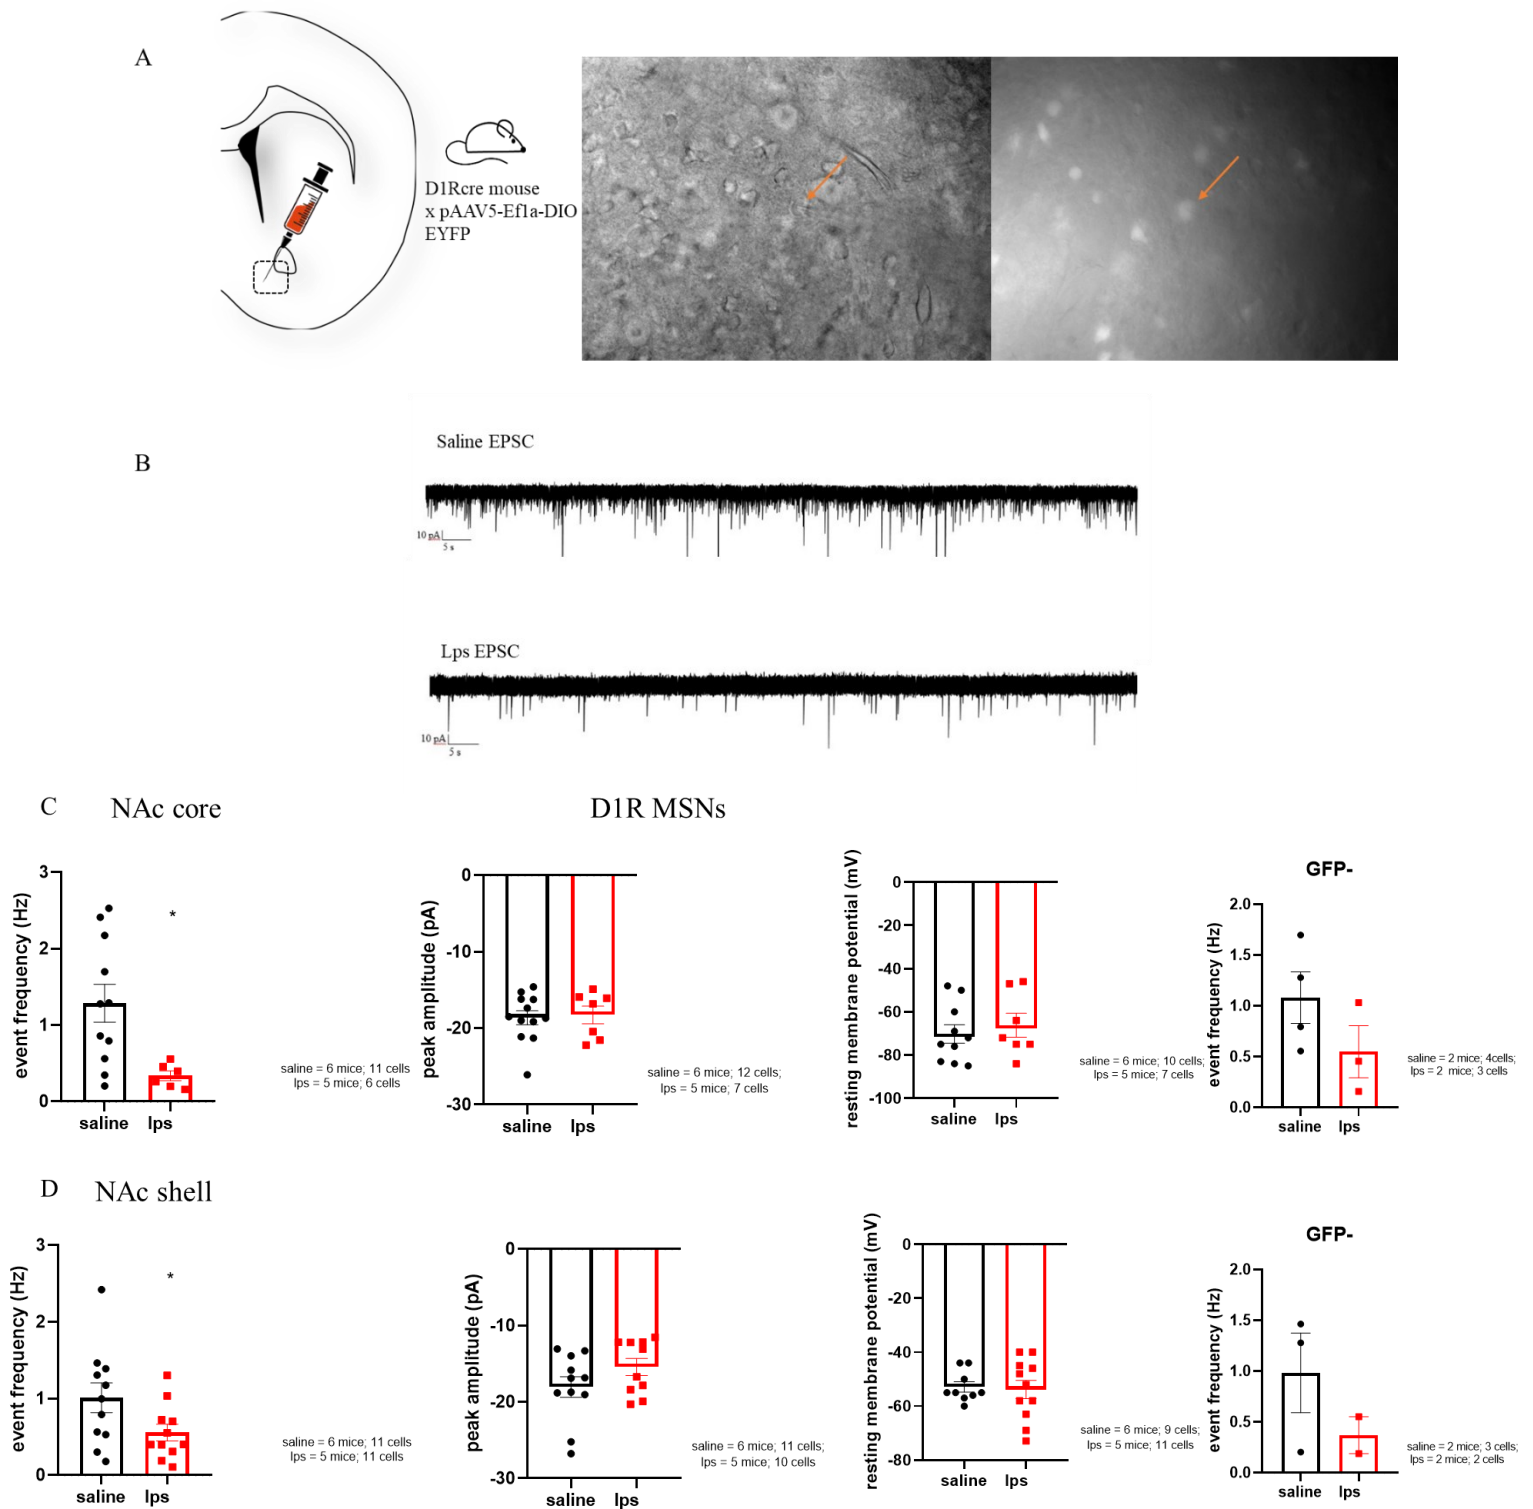 A
D1Rcre mouse
x pAAV5-Ef1a-DIO
EYFP
B
Saline EPSC
10 pA
5 s
Lps EPSC
10 pA
5 s
C
NAc core
D1R MSNs
event frequency (Hz)
3
2
1
0
*
saline
lps
saline = 6 mice; 11 cells
lps = 5 mice; 6 cells
peak amplitude (pA)
0
-10
-20
-30
saline
lps
saline = 6 mice; 12 cells;
lps = 5 mice; 7 cells
resting membrane potential (mV)
0
-20
-40
-60
-80
-100
saline
lps
saline = 6 mice; 10 cells;
lps = 5 mice; 7 cells
GFP-
event frequency (Hz)
2.0
1.5
1.0
0.5
0.0
saline
lps
saline = 2 mice; 4cells;
lps = 2 mice; 3 cells
D
NAc shell
event frequency (Hz)
3
2
1
0
*
saline
lps
saline = 6 mice; 11 cells
lps = 5 mice; 11 cells
peak amplitude (pA)
0
-10
-20
-30
saline
lps
saline = 6 mice; 11 cells;
lps = 5 mice; 10 cells
resting membrane potential (mV)
0
-20
-40
-60
-80
saline
lps
saline = 6 mice; 9 cells;
lps = 5 mice; 11 cells
GFP-
event frequency (Hz)
2.0
1.5
1.0
0.5
0.0
saline
lps
saline = 2 mice; 3 cells;
lps = 2 mice; 2 cells